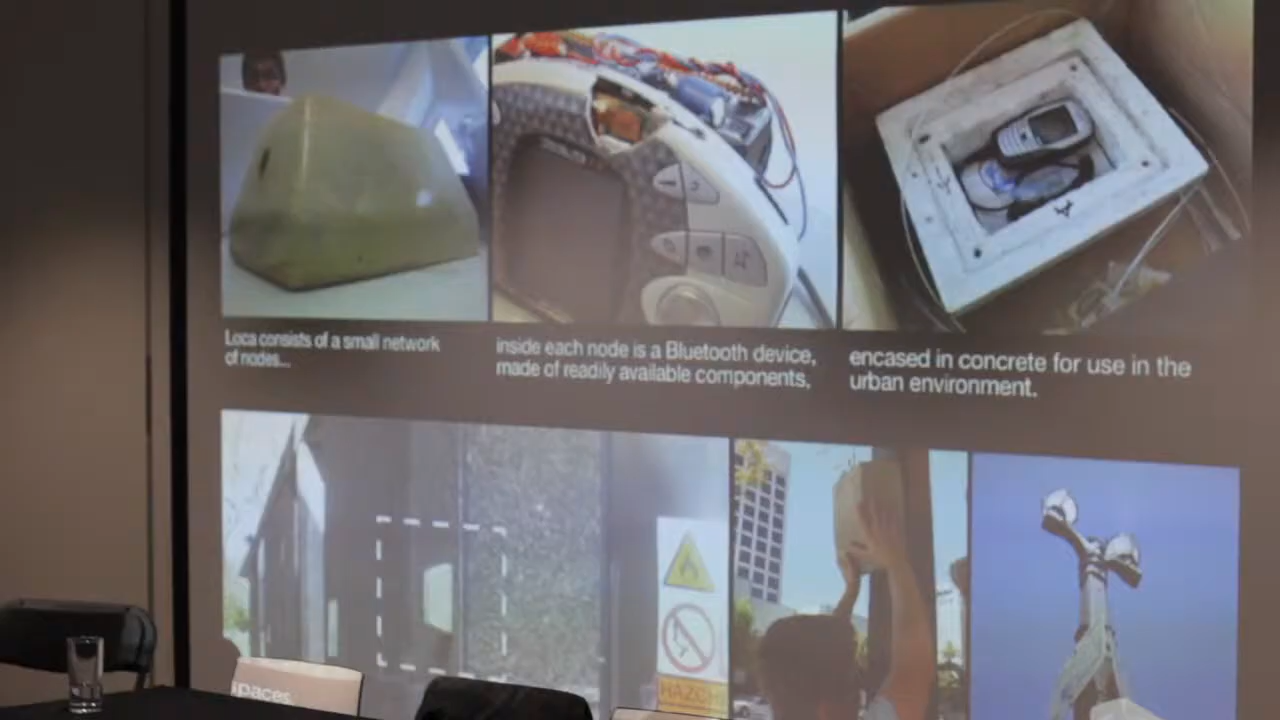 Loca consists of a small network
of nodes...
inside each node is a Bluetooth device,
made of readily available components,
encased in concrete for use in the
urban environment.